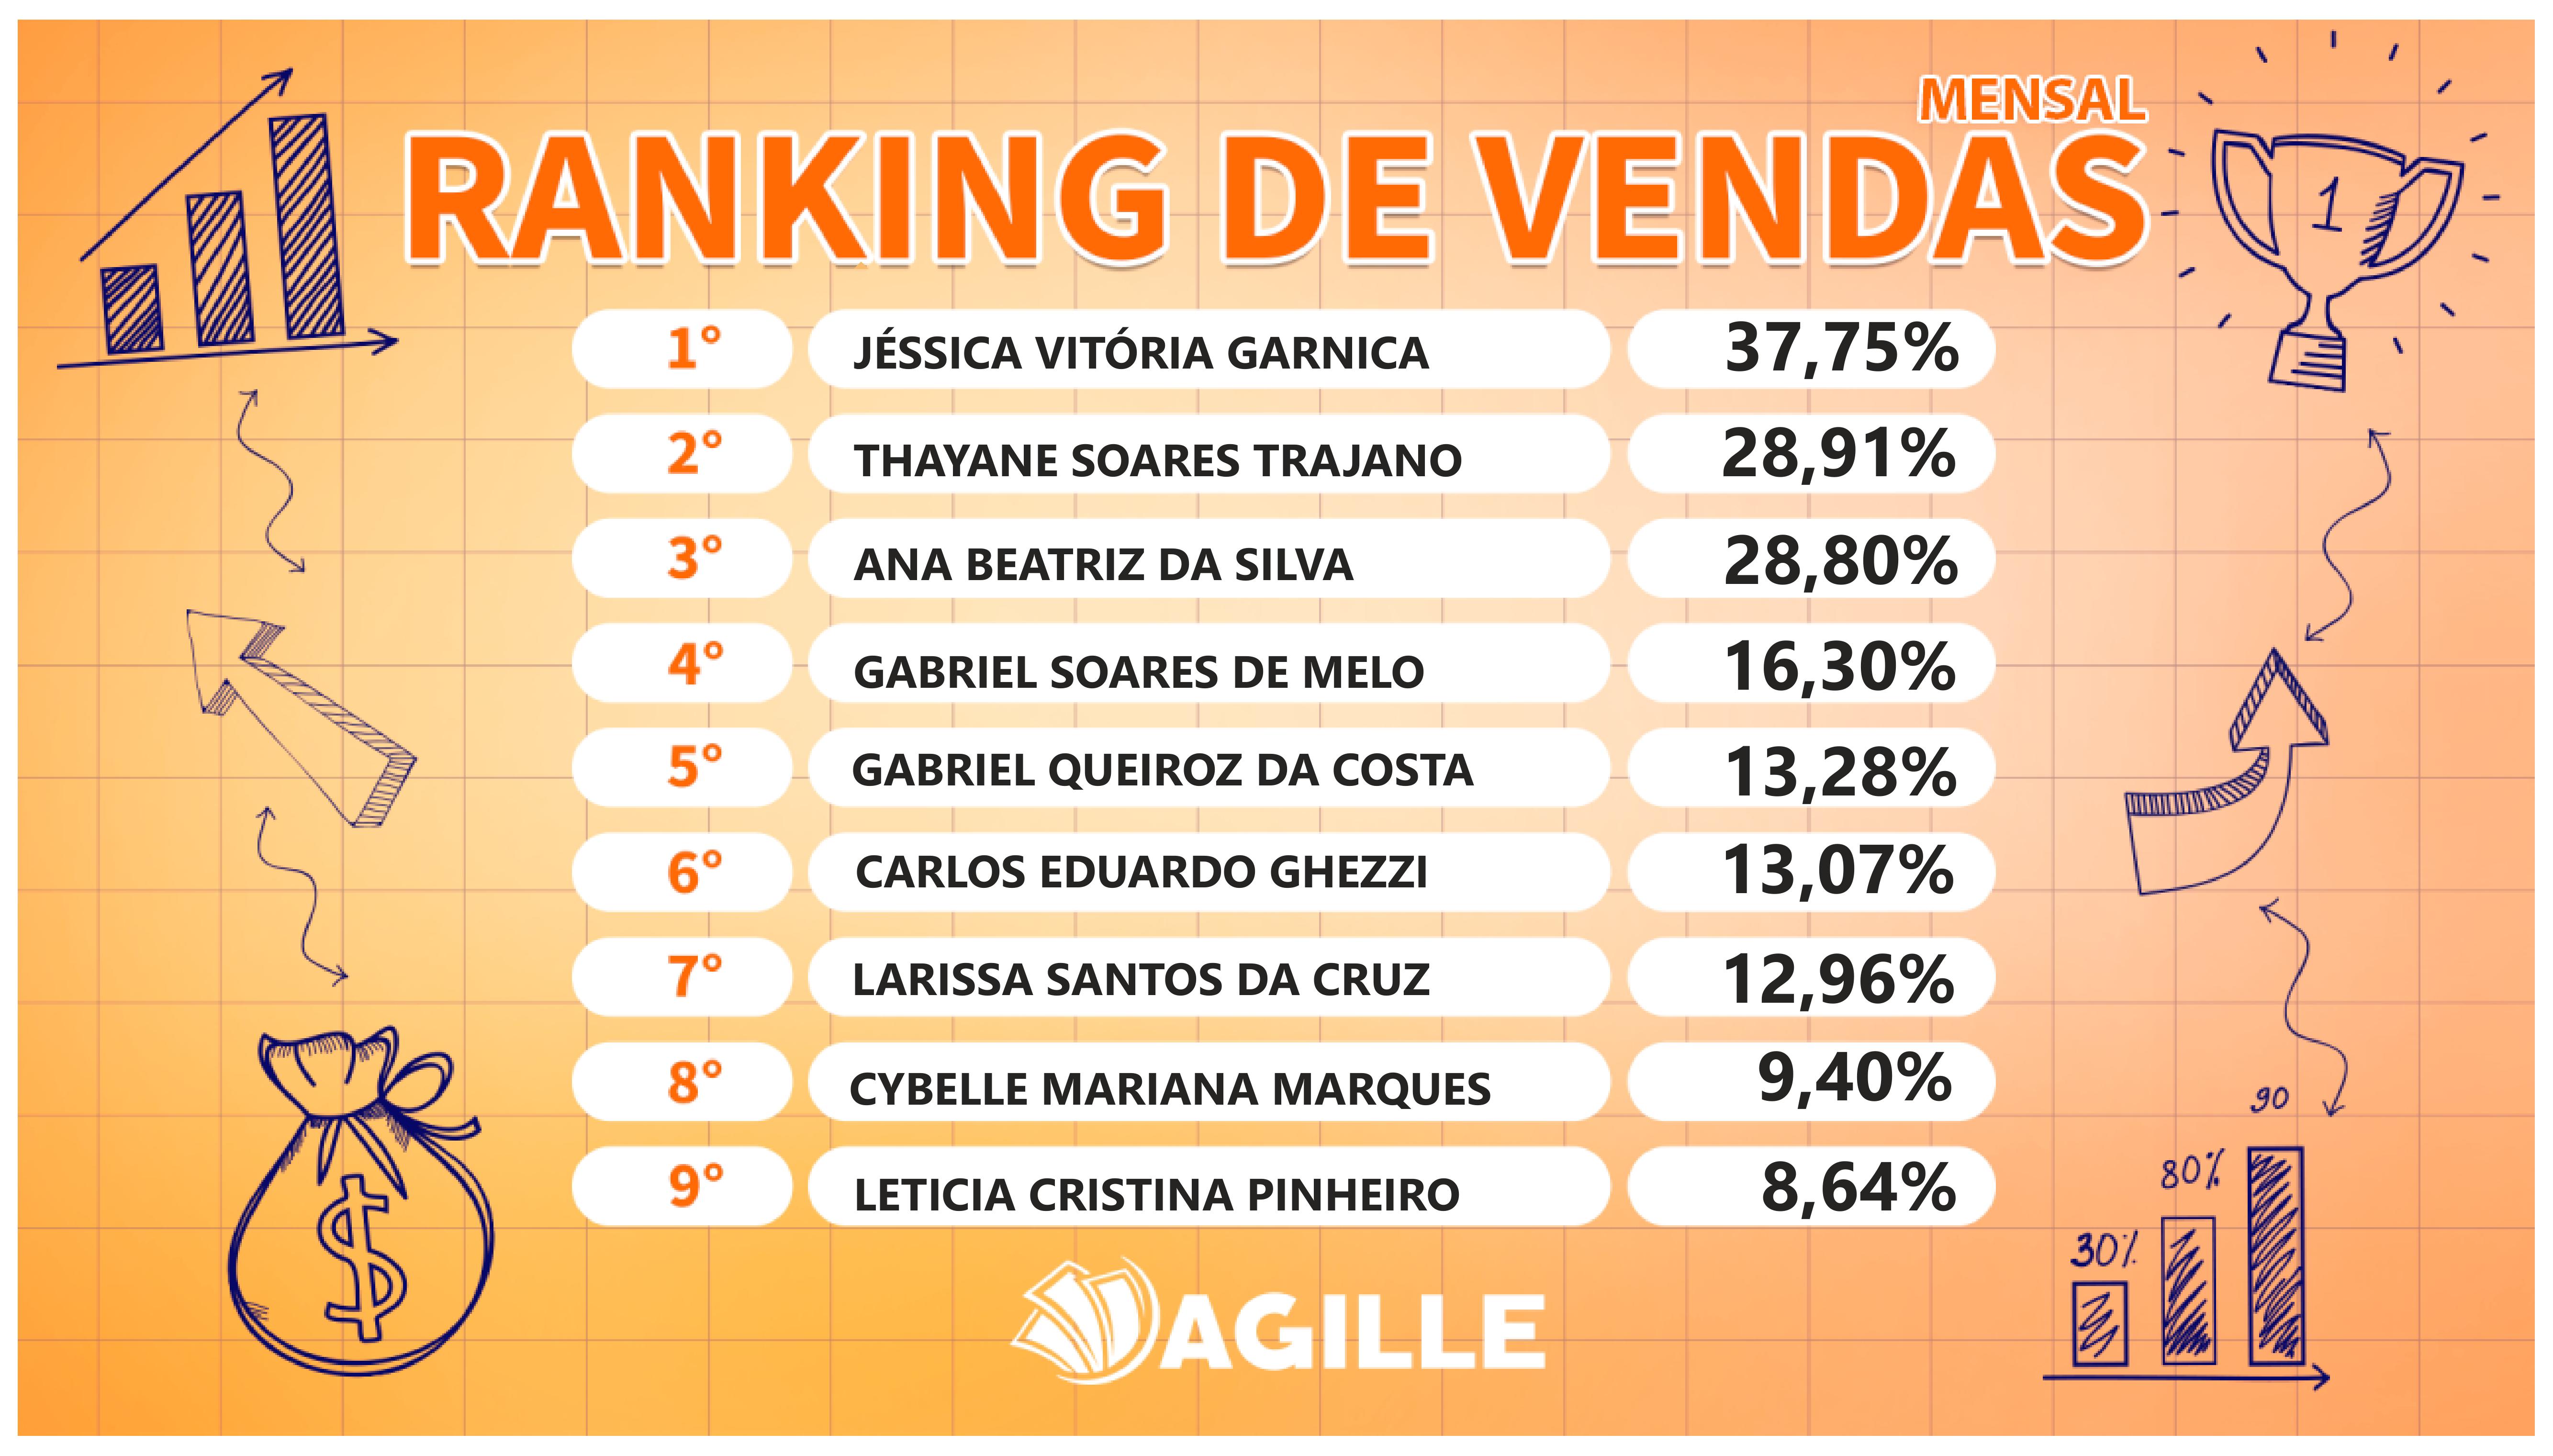 MENSAL
RANKING DE VENDAS
1
1° JÉSSICA VITÓRIA GARNICA 37,75%
2° THAYANE SOARES TRAJANO 28,91%
3° ANA BEATRIZ DA SILVA 28,80%
4° GABRIEL SOARES DE MELO 16,30%
5° GABRIEL QUEIROZ DA COSTA 13,28%
6° CARLOS EDUARDO GHEZZI 13,07%
7° LARISSA SANTOS DA CRUZ 12,96%
8° CYBELLE MARIANA MARQUES 9,40%
9° LETICIA CRISTINA PINHEIRO 8,64%
90
80%
30%
$
AGILLE